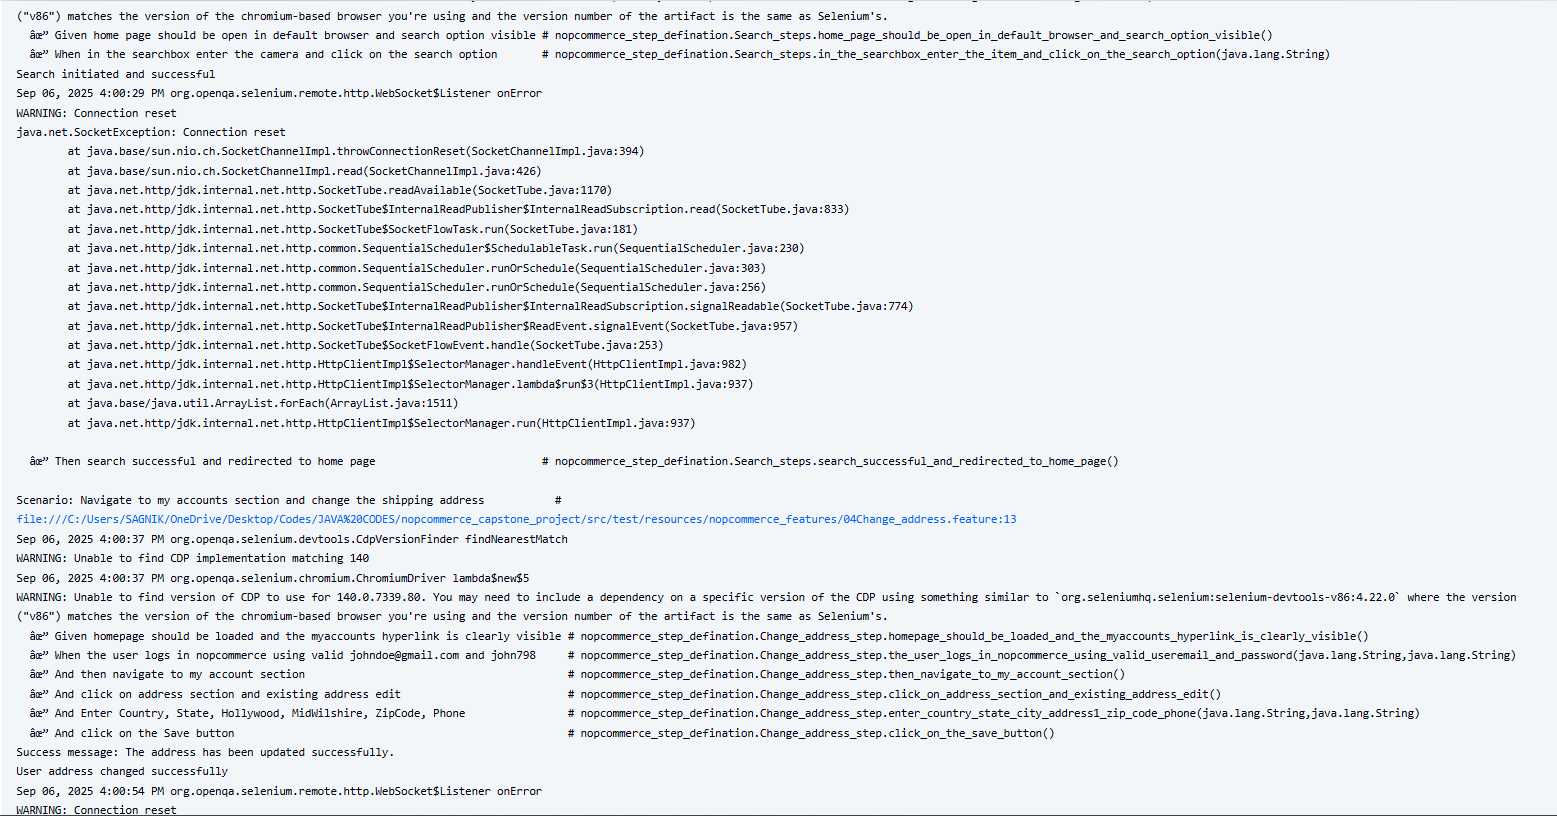 ("v86") matches the version of the chromium-based browser you're using and the version number of the artifact is the same as Selenium's.
âœ” Given home page should be open in default browser and search option visible # nopcommerce_step_defination.Search_steps.home_page_should_be_open_in_default_browser_and_search_option_visible()
âœ” When in the searchbox enter the camera and click on the search option # nopcommerce_step_defination.Search_steps.in_the_searchbox_enter_the_item_and_click_on_the_search_option(java.lang.String)
Search initiated and successful
Sep 06, 2025 4:00:29 PM org.openqa.selenium.remote.http.WebSocket$Listener onError
WARNING: Connection reset
java.net.SocketException: Connection reset
at java.base/sun.nio.ch.SocketChannelImpl.throwConnectionReset(SocketChannelImpl.java:394)
at java.base/sun.nio.ch.SocketChannelImpl.read(SocketChannelImpl.java:426)
at java.net.http/jdk.internal.net.http.SocketTube.readAvailable(SocketTube.java:1170)
at java.net.http/jdk.internal.net.http.SocketTube$InternalReadPublisher$InternalReadSubscription.read(SocketTube.java:833)
at java.net.http/jdk.internal.net.http.SocketTube$SocketFlowTask.run(SocketTube.java:181)
at java.net.http/jdk.internal.net.http.common.SequentialScheduler$SchedulableTask.run(SequentialScheduler.java:230)
at java.net.http/jdk.internal.net.http.common.SequentialScheduler.runOrSchedule(SequentialScheduler.java:303)
at java.net.http/jdk.internal.net.http.common.SequentialScheduler.runOrSchedule(SequentialScheduler.java:256)
at java.net.http/jdk.internal.net.http.SocketTube$InternalReadPublisher$InternalReadSubscription.signalReadable(SocketTube.java:774)
at java.net.http/jdk.internal.net.http.SocketTube$InternalReadPublisher$ReadEvent.signalEvent(SocketTube.java:957)
at java.net.http/jdk.internal.net.http.SocketTube$SocketFlowEvent.handle(SocketTube.java:253)
at java.net.http/jdk.internal.net.http.HttpClientImpl$SelectorManager.handleEvent(HttpClientImpl.java:982)
at java.net.http/jdk.internal.net.http.HttpClientImpl$SelectorManager.lambda$run$3(HttpClientImpl.java:937)
at java.base/java.util.ArrayList.forEach(ArrayList.java:1511)
at java.net.http/jdk.internal.net.http.HttpClientImpl$SelectorManager.run(HttpClientImpl.java:937)
âœ” Then search successful and redirected to home page # nopcommerce_step_defination.Search_steps.search_successful_and_redirected_to_home_page()
Scenario: Navigate to my accounts section and change the shipping address #
file:///C:/Users/SAGNIK/OneDrive/Desktop/Codes/JAVA%20CODES/nopcommerce_capstone_project/src/test/resources/nopcommerce_features/04Change_address.feature:13
Sep 06, 2025 4:00:37 PM org.openqa.selenium.devtools.CdpVersionFinder findNearestMatch
WARNING: Unable to find CDP implementation matching 140
Sep 06, 2025 4:00:37 PM org.openqa.selenium.chromium.ChromiumDriver lambda$new$5
WARNING: Unable to find version of CDP to use for 140.0.7339.80. You may need to include a dependency on a specific version of the CDP using something similar to `org.seleniumhq.selenium:selenium-devtools-v86:4.22.0` where the version
("v86") matches the version of the chromium-based browser you're using and the version number of the artifact is the same as Selenium's.
âœ” Given homepage should be loaded and the myaccounts hyperlink is clearly visible # nopcommerce_step_defination.Change_address_step.homepage_should_be_loaded_and_the_myaccounts_hyperlink_is_clearly_visible()
âœ” When the user logs in nopcommerce using valid johndoe@gmail.com and john798 # nopcommerce_step_defination.Change_address_step.the_user_logs_in_nopcommerce_using_valid_useremail_and_password(java.lang.String,java.lang.String)
âœ” And then navigate to my account section # nopcommerce_step_defination.Change_address_step.then_navigate_to_my_account_section()
âœ” And click on address section and existing address edit # nopcommerce_step_defination.Change_address_step.click_on_address_section_and_existing_address_edit()
âœ” And Enter Country, State, Hollywood, MidWilshire, ZipCode, Phone # nopcommerce_step_defination.Change_address_step.enter_country_state_city_address1_zip_code_phone(java.lang.String,java.lang.String)
âœ” And click on the Save button # nopcommerce_step_defination.Change_address_step.click_on_the_save_button()
Success message: The address has been updated successfully.
User address changed successfully
Sep 06, 2025 4:00:54 PM org.openqa.selenium.remote.http.WebSocket$Listener onError
WARNING: Connection reset